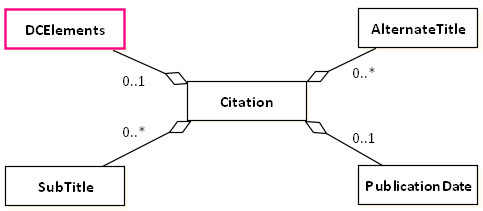 DCElements
AlternateTitle
0..1
0..*
Citation
0..*
0..1
SubTitle
PublicationDate